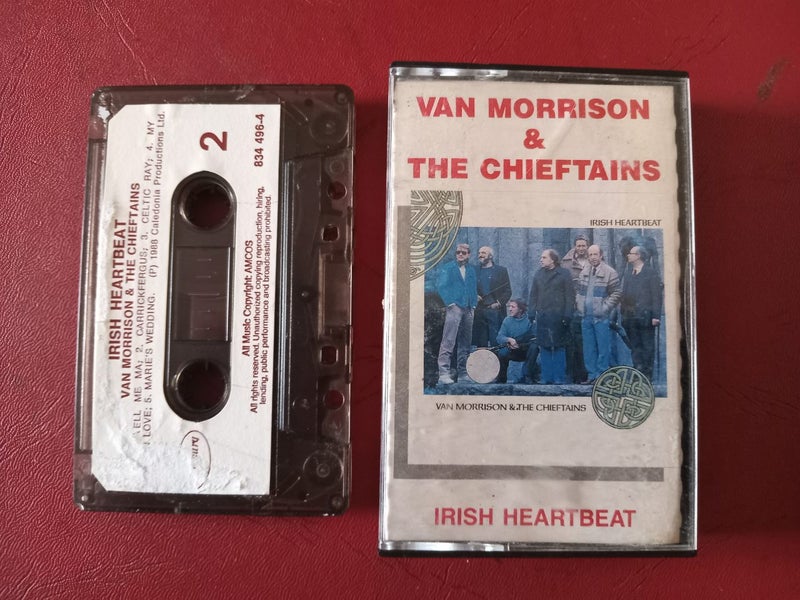 IRISH HEARTBEAT
VAN MORRISON & THE CHIEFTAINS
ELL ME MA; 2. CARRICKFERGUS; 3. CELTIC RAY; 4. MY
LOVE; 5. MARIE'S WEDDING. (P) 1988 Caledonia Productions Ltd.
2
834 496-4
All Music Copyright: AMCOS
All rights reserved. Unauthorized copying reproduction, hiring,
lending, public performance and broadcasting prohibited.
VAN MORRISON
&
THE CHIEFTAINS
IRISH HEARTBEAT
VAN MORRISON & THE CHIEFTAINS
IRISH HEARTBEAT